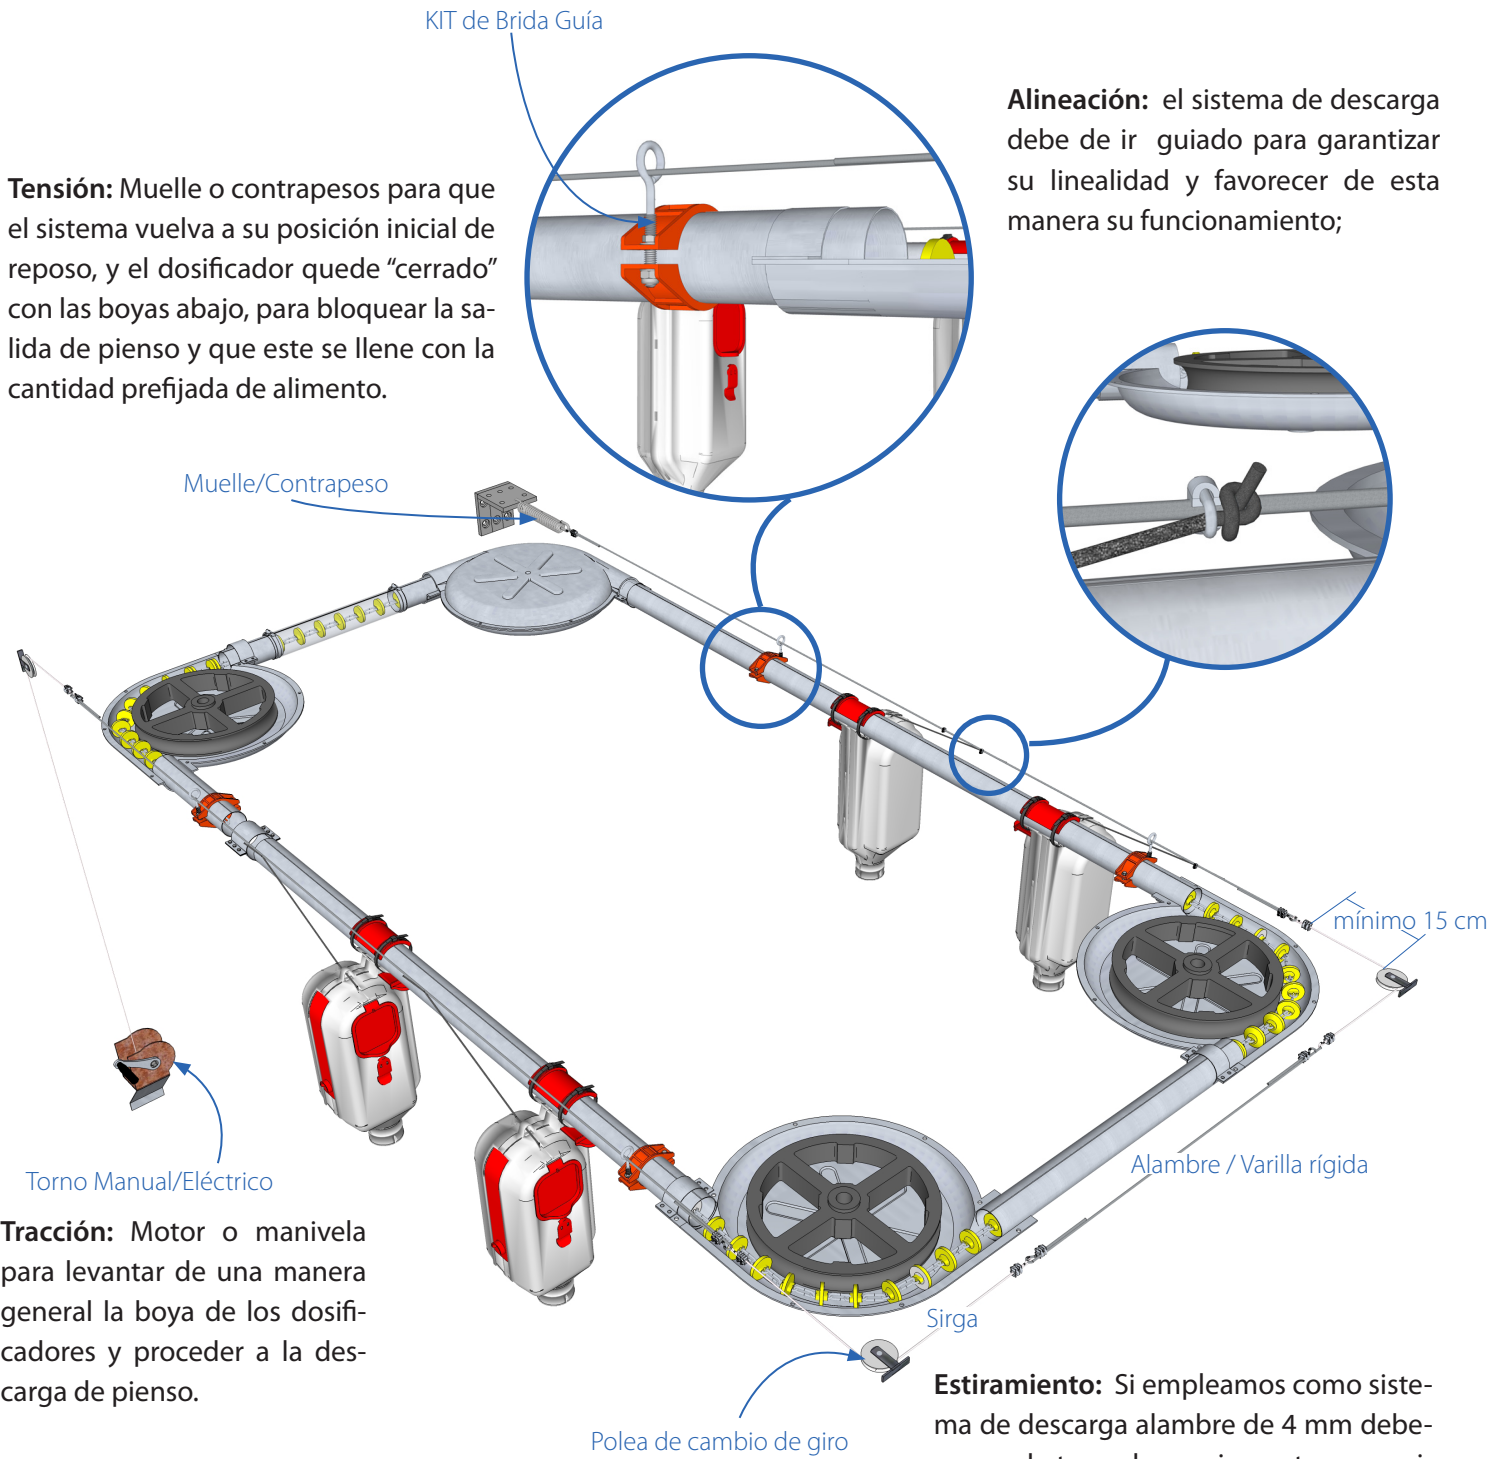 KIT de Brida Guía
Alineación: el sistema de descarga
debe de ir guiado para garantizar
su linealidad y favorecer de esta
manera su funcionamiento;
Tensión: Muelle o contrapesos para que
el sistema vuelva a su posición inicial de
reposo, y el dosificador quede “cerrado”
con las boyas abajo, para bloquear la sa-
lida de pienso y que este se llene con la
cantidad prefijada de alimento.
Muelle/Contrapeso
mínimo 15 cm
Alambre / Varilla rígida
Torno Manual/Eléctrico
Tracción: Motor o manivela
para levantar de una manera
general la boya de los dosifi-
cadores y proceder a la des-
carga de pienso.
Sirga
Polea de cambio de giro
Estiramiento: Si empleamos como siste-
ma de descarga alambre de 4 mm debe-